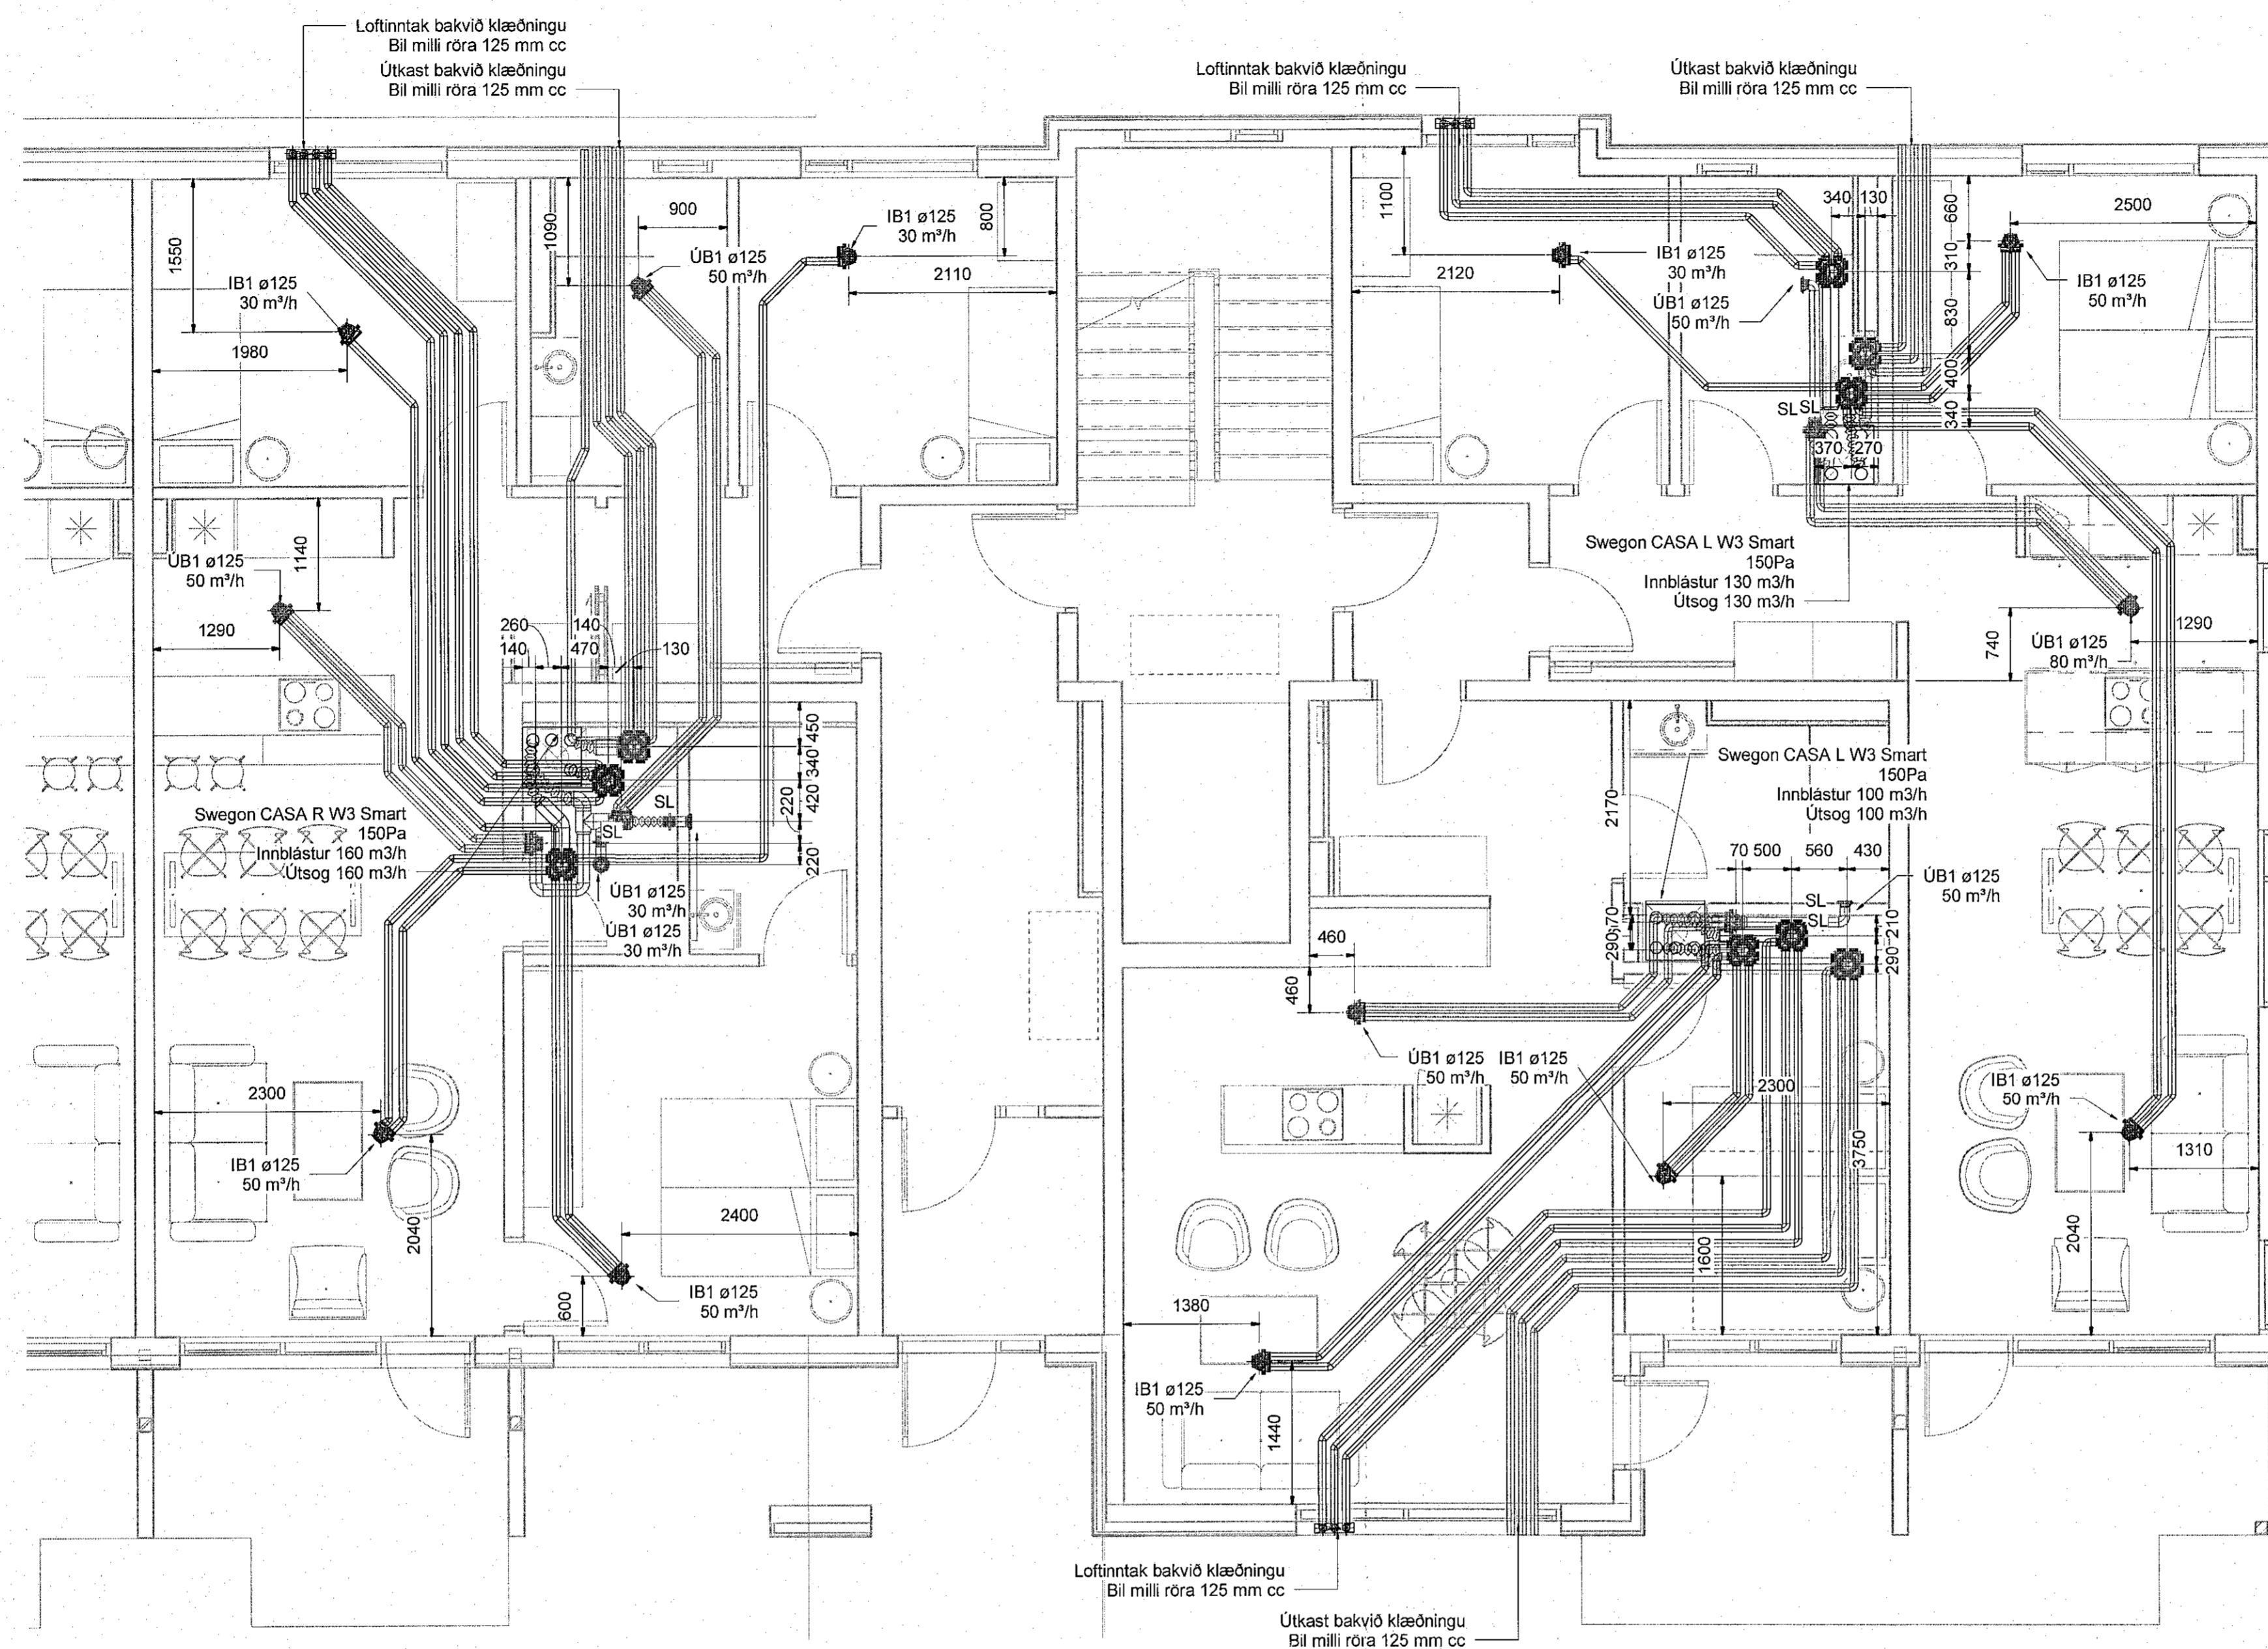 Loftinntak bakvið klæðningu
Bil milli röra 125 mm cc
Útkast bakvið klæðningu
Bil milli röra 125 mm cc
Loftinntak bakvið klæðningu
Bil milli röra 125 mm cc
Útkast bakvið klæðningu
Bil milli röra 125 mm cc
1550
IB1 ø125
30 m³/h
1980
1090
900
ÚB1 ø125
50 m³/h
IB1 ø125
30 m³/h
800
2110
1100
2120
IB1 ø125
30 m³/h
ÚB1 ø125
50 m³/h
340
130
660
310
830
400
340
2500
IB1 ø125
50 m³/h
SL
SL
370
270
1140
ÚB1 ø125
50 m³/h
1290
260
140
140
470
130
450
340
420
220
220
SL
SL
Swegon CASA R W3 Smart
150Pa
Innblástur 160 m3/h
Útsog 160 m3/h
ÚB1 ø125
30 m³/h
ÚB1 ø125
30 m³/h
Swegon CASA L W3 Smart
150Pa
Innblástur 130 m3/h
Útsog 130 m3/h
740
1290
ÚB1 ø125
80 m³/h
Swegon CASA L W3 Smart
150Pa
Innblástur 100 m3/h
Útsog 100 m3/h
2170
70
500
560
430
ÚB1 ø125
50 m³/h
SL
SL
370
290
210
290
460
460
ÚB1 ø125
50 m³/h
IB1 ø125
50 m³/h
2300
3750
1600
2300
IB1 ø125
50 m³/h
2040
2400
IB1 ø125
50 m³/h
600
1380
IB1 ø125
50 m³/h
1440
IB1 ø125
50 m³/h
1310
2040
Loftinntak bakvið klæðningu
Bil milli röra 125 mm cc
Útkast bakvið klæðningu
Bil milli röra 125 mm cc